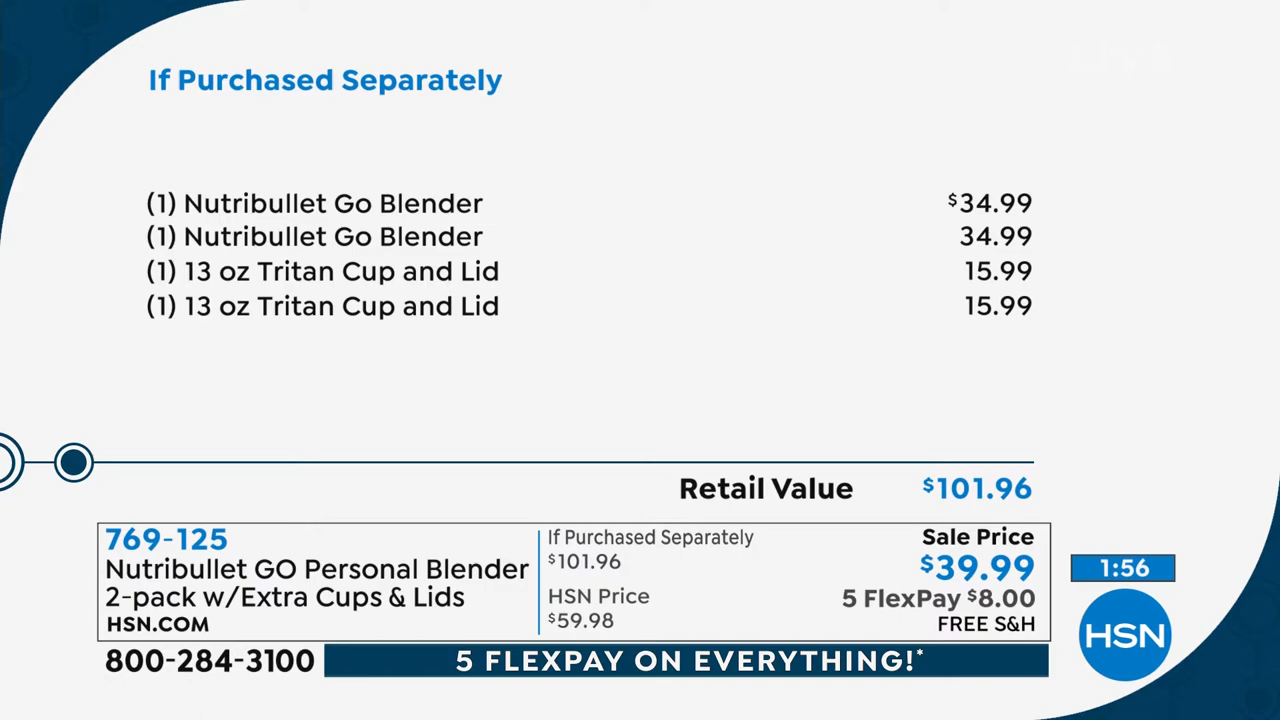 If Purchased Separately
(1) Nutribullet Go Blender $34.99
(1) Nutribullet Go Blender 34.99
(1) 13 oz Tritan Cup and Lid 15.99
(1) 13 oz Tritan Cup and Lid 15.99
Retail Value $101.96
769-125
Nutribullet GO Personal Blender
2-pack w/Extra Cups & Lids
HSN.COM
If Purchased Separately
$101.96
HSN Price
$59.98
Sale Price
$39.99
5 FlexPay $8.00
FREE S&H
1:56
HSN
800-284-3100
5 FLEXPAY ON EVERYTHING!*